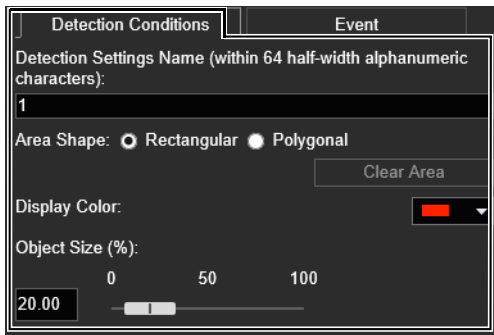 Detection Conditions Event
Detection Settings Name (within 64 half-width alphanumeric
characters):
1
Area Shape: Rectangular Polygonal
Clear Area
Display Color:
Object Size (%):
0 50 100
20.00